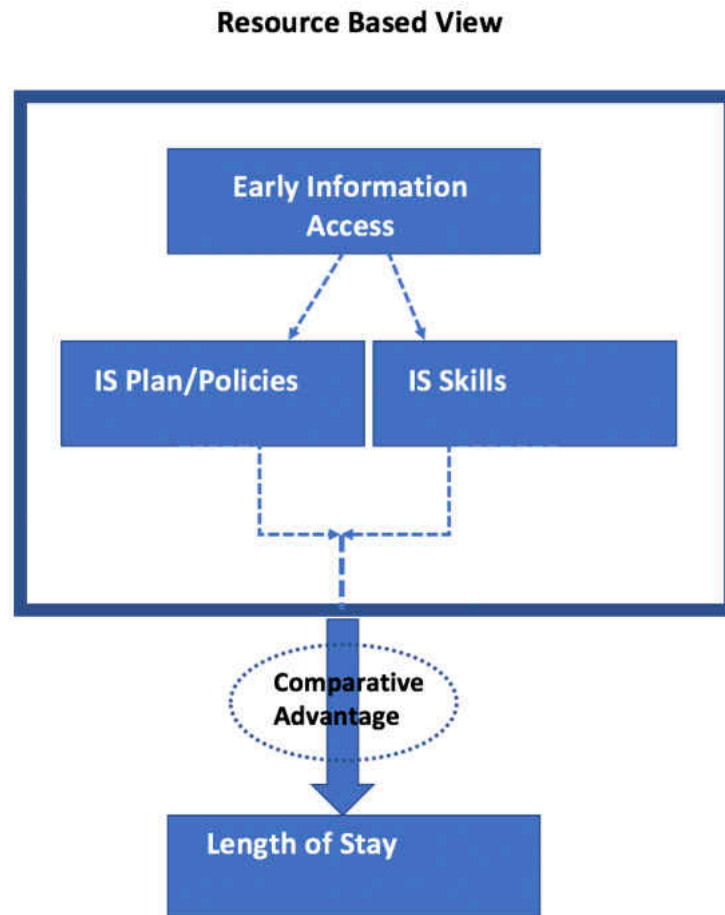 Resource Based View
Early Information
Access
IS Plan/Policies
IS Skills
Comparative
Advantage
Length of Stay